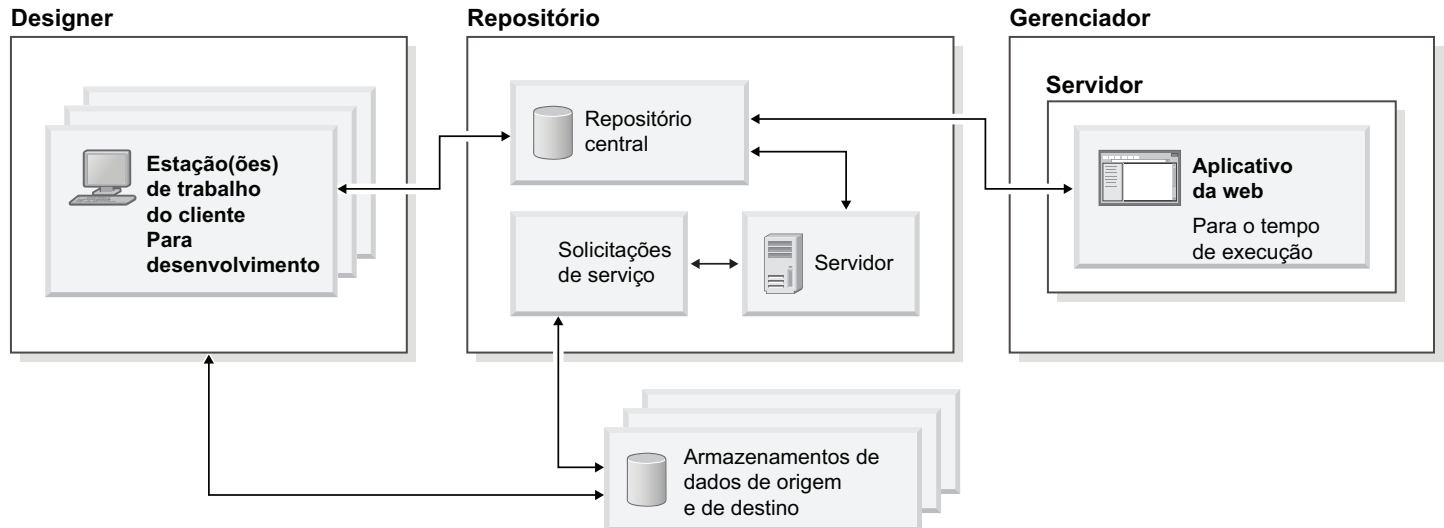 Designer
Repositório
Gerenciador
Servidor
Estação(ões)
de trabalho
do cliente
Para
desenvolvimento
Repositório
central
Solicitações
de serviço
Servidor
Aplicativo
da web
Para o tempo
de execução
Armazenamentos de
dados de origem
e de destino